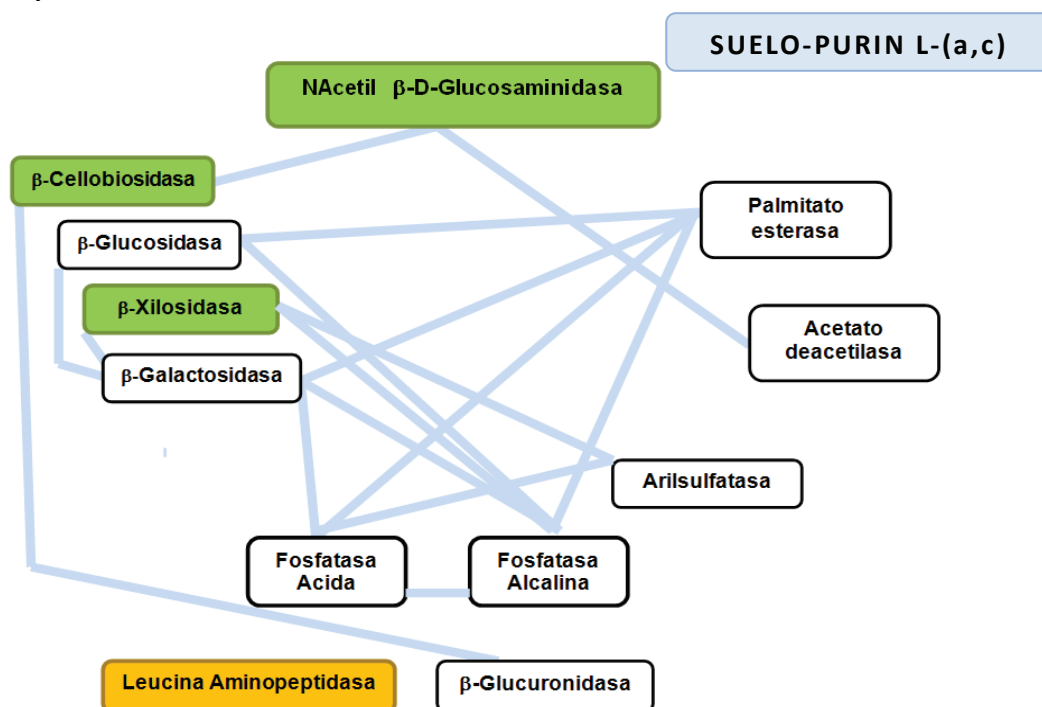 SUELO-PURIN L-(a,c)
NAcetil β-D-Glucosaminidasa
β-Cellobiosidasa
Palmitato
esterasa
β-Glucosidasa
β-Xilosidasa
Acetato
deacetilasa
β-Galactosidasa
Arilsulfatasa
Fosfatasa
Acida
Fosfatasa
Alcalina
Leucina Aminopeptidasa
β-Glucuronidasa